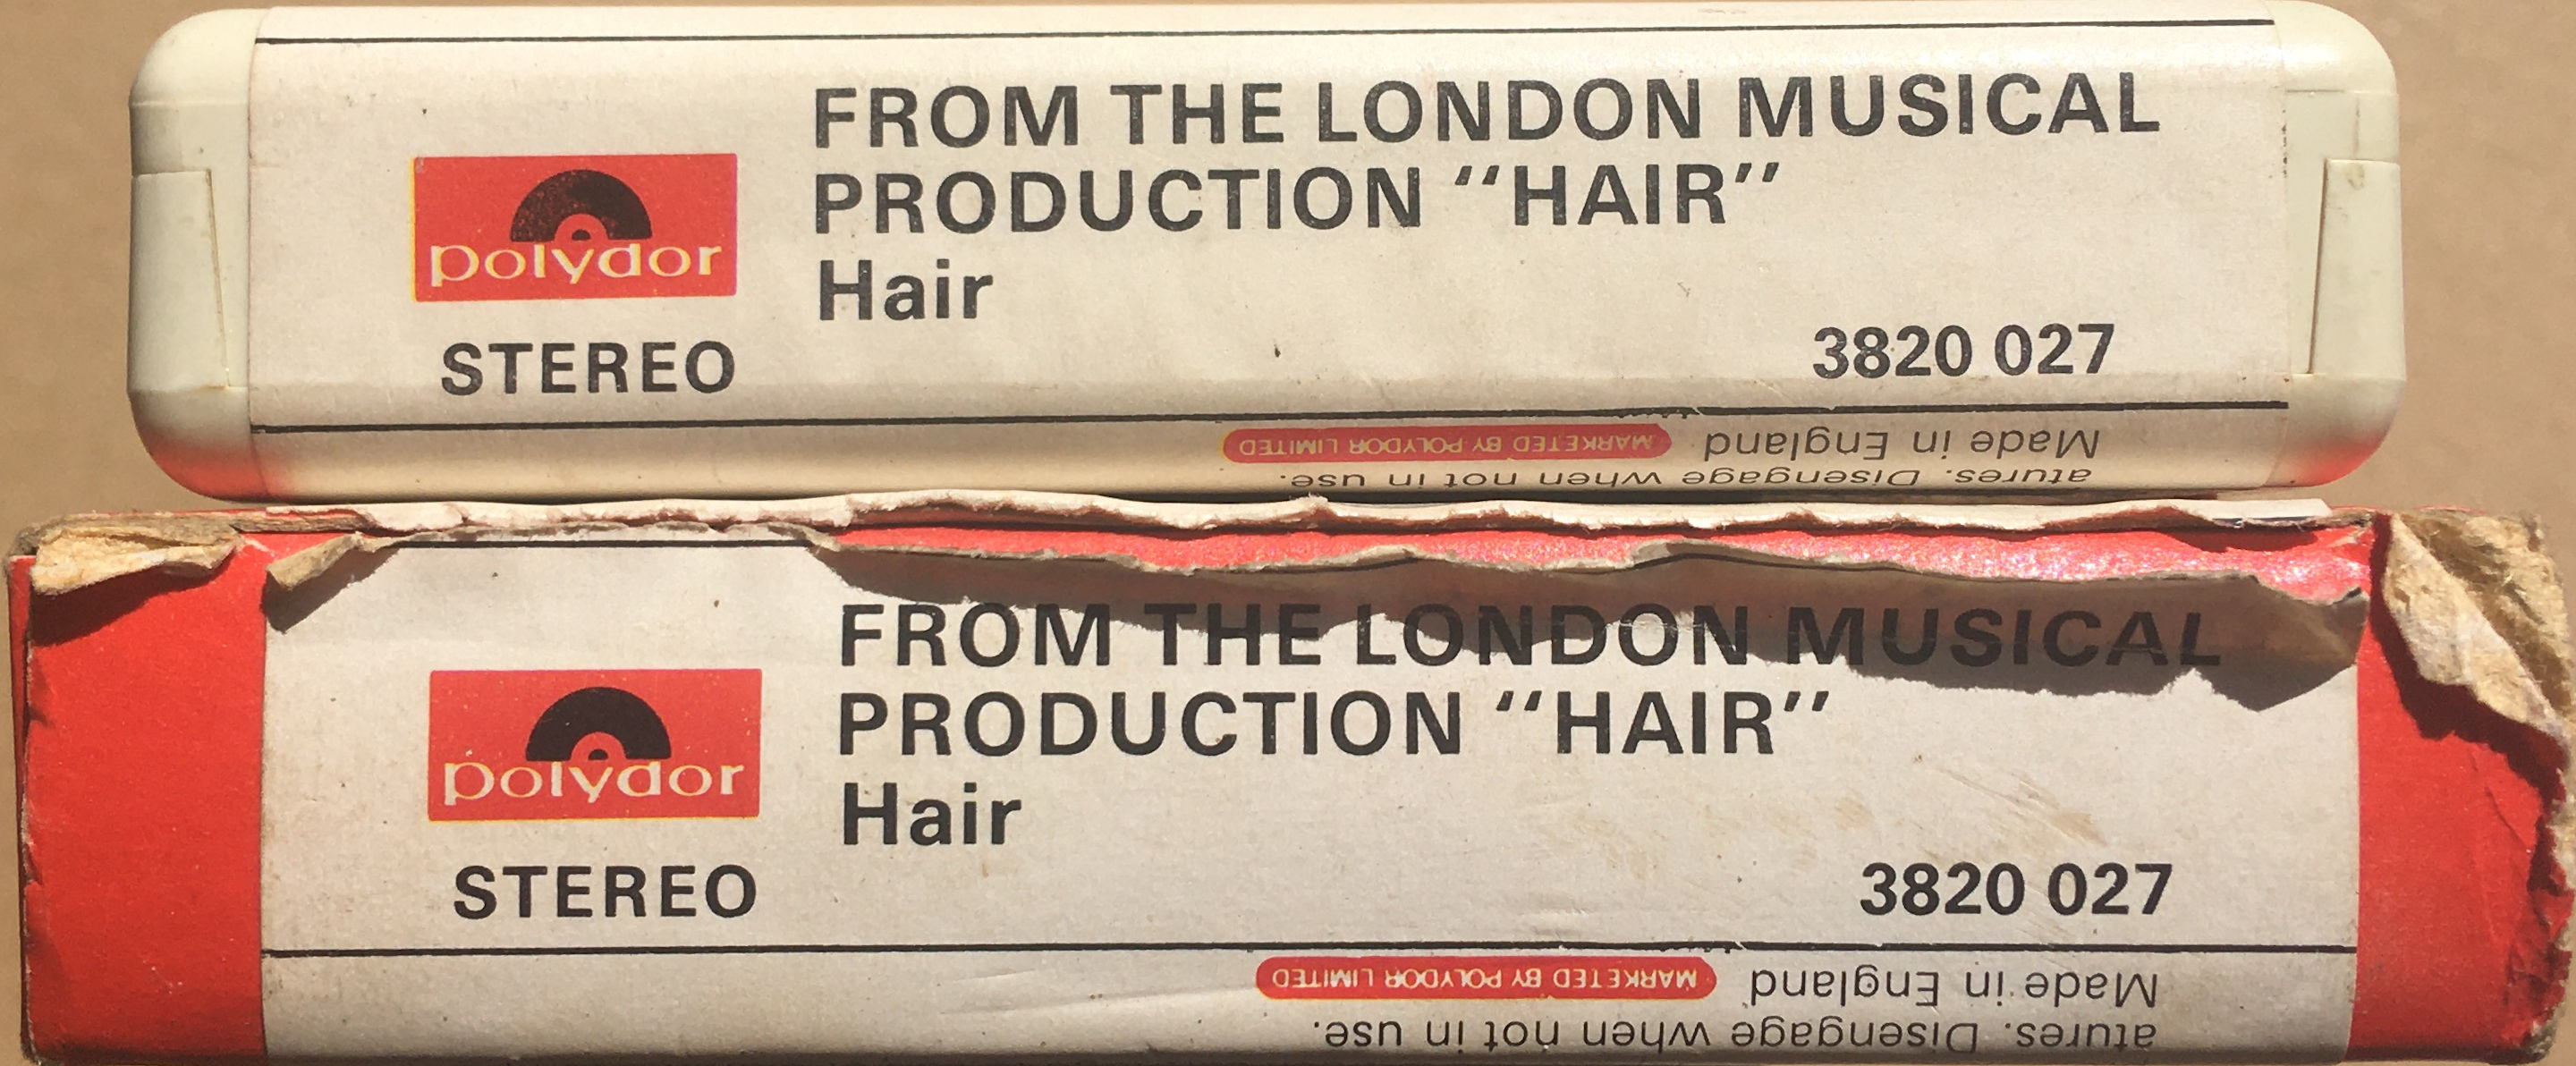 FROM THE LONDON MUSICAL
PRODUCTION "HAIR"
Hair
polydor
STEREO
3820 027
Made in England MARKETED BY POLYDOR LIMITED
atures. Disengage when not in use.
FROM THE LONDON MUSICAL
PRODUCTION "HAIR"
Hair
polydor
STEREO
3820 027
Made in England MARKETED BY POLYDOR LIMITED
atures. Disengage when not in use.